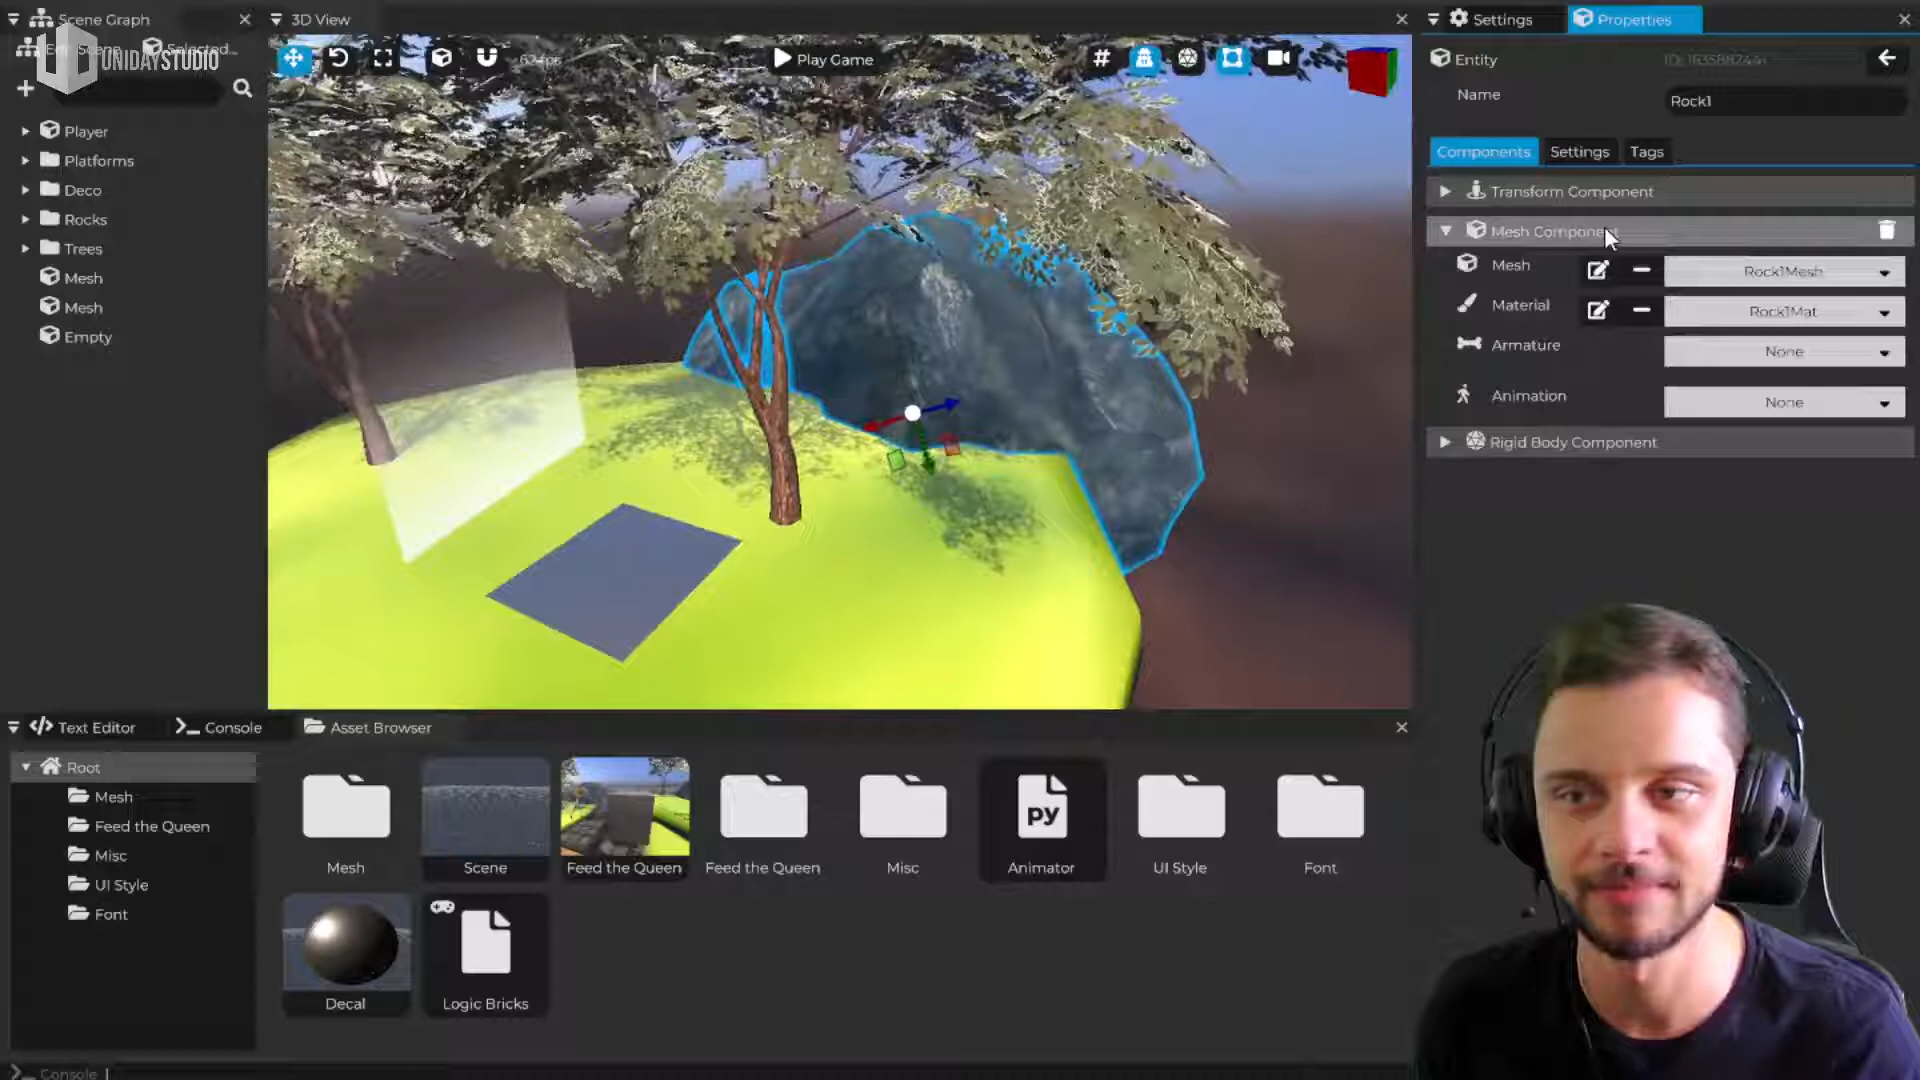 Scene Graph
Selected...
UNIDAYSTUDIO
Player
Platforms
Deco
Rocks
Trees
Mesh
Mesh
Empty
3D View
Play Game
Settings
Properties
Entity
Name
Rock1
Components
Settings
Tags
Transform Component
Mesh Component
Mesh
Rock1Mesh
Material
Rock1Mat
Armature
None
Animation
None
Rigid Body Component
Text Editor
Console
Asset Browser
Root
Mesh
Feed the Queen
Misc
UI Style
Font
Mesh
Scene
Feed the Queen
Feed the Queen
Misc
py
Animator
UI Style
Font
Decal
Logic Bricks
Console